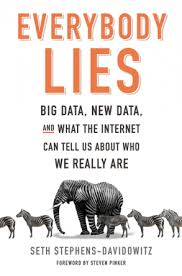 EVERYBODY
LIES
BIG DATA, NEW DATA,
AND WHAT THE INTERNET
CAN TELL US ABOUT WHO
WE REALLY ARE
SETH STEPHENS-DAVIDOWITZ
FOREWORD BY STEVEN PINKER